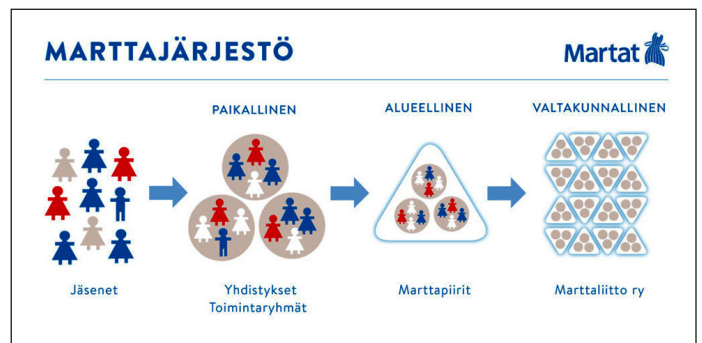 MARTTAJÄRJESTÖ
Martat
PAIKALLINEN
ALUEELLINEN
VALTAKUNNALLINEN
Jäsenet
Yhdistykset
Toimintaryhmät
Marttapiirit
Marttaliitto ry